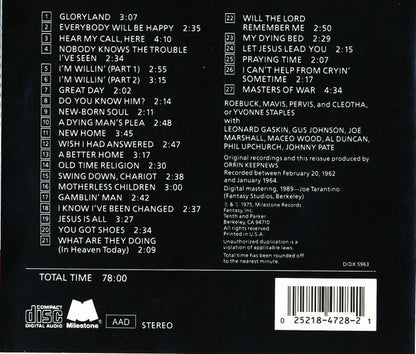 1 GLORYLAND 3:07
2 EVERYBODY WILL BE HAPPY 2:35
3 HEAR MY CALL, HERE 4:10
4 NOBODY KNOWS THE TROUBLE
I'VE SEEN 2:34
5 I'M WILLIN' (PART 1) 2:55
6 I'M WILLIN' (PART 2) 3:15
7 GREAT DAY 2:02
8 DO YOU KNOW HIM? 2:14
9 NEW-BORN SOUL 2:11
10 A DYING MAN'S PLEA 2:48
11 NEW HOME 3:45
12 WISH I HAD ANSWERED 2:47
13 A BETTER HOME 3:17
14 OLD TIME RELIGION 2:30
15 SWING DOWN, CHARIOT 2:38
16 MOTHERLESS CHILDREN 3:00
17 GAMBLIN' MAN 2:42
18 I KNOW I'VE BEEN CHANGED 2:37
19 JESUS IS ALL 3:27
20 YOU GOT SHOES 2:34
21 WHAT ARE THEY DOING
(In Heaven Today) 2:09
22 WILL THE LORD
REMEMBER ME 2:50
23 MY DYING BED 2:29
24 LET JESUS LEAD YOU 2:15
25 PRAYING TIME 2:07
26 I CAN'T HELP FROM CRYIN'
SOMETIME 2:17
27 MASTERS OF WAR 4:34
ROEBUCK, MAVIS, PERVIS, and CLEOTHA,
or YVONNE STAPLES
with
LEONARD GASKIN, GUS JOHNSON, JOE
MARSHALL, MACEO WOOD, AL DUNCAN,
PHIL UPCHURCH, JOHNNY PATE
Original recordings and this reissue produced by
ORRIN KEEPNEWS
Recorded between February 20, 1962
and January 1964.
Digital mastering, 1989—Joe Tarantino
(Fantasy Studios, Berkeley)
℗ & © 1975, Milestone Records
Fantasy, Inc.
Tenth and Parker
Berkeley, CA 94710
All rights reserved.
Printed in U.S.A.
Unauthorized duplication is a
violation of applicable laws.
Total time has been rounded off
to the nearest minute.
DIDX 5963
TOTAL TIME 78:00
COMPACT
disc
DIGITAL AUDIO
Milestone®
AAD
STEREO
0 25218-4728-2 1